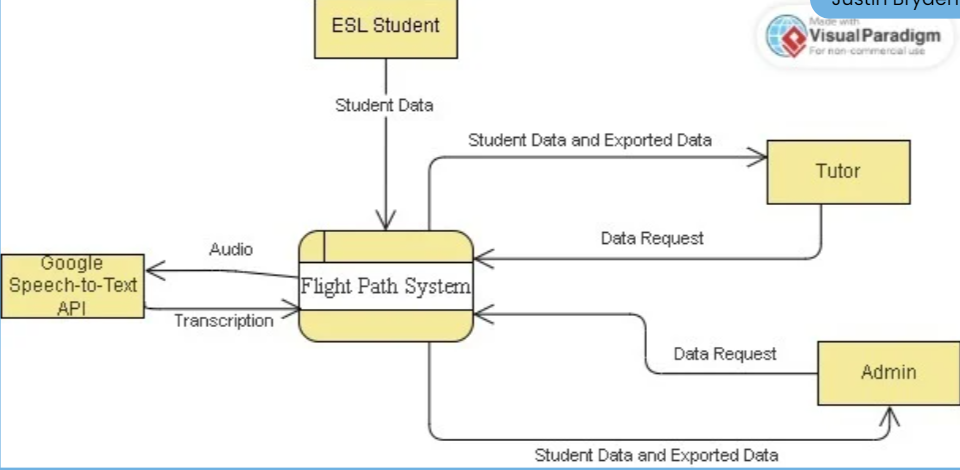 Justin Bryden
Made with
Visual Paradigm
For non-commercial use
ESL Student
Student Data
Student Data and Exported Data
Tutor
Data Request
Audio
Google
Speech-to-Text
API
Flight Path System
Transcription
Data Request
Admin
Student Data and Exported Data